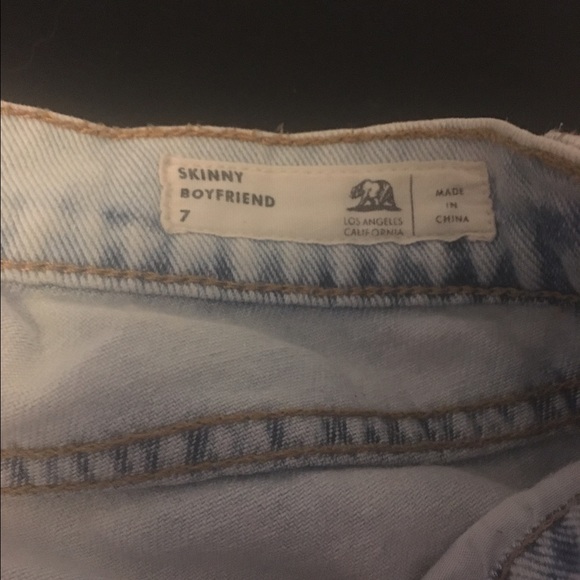 SKINNY
BOYFRIEND
7
LOS ANGELES
CALIFORNIA
MADE
IN
CHINA